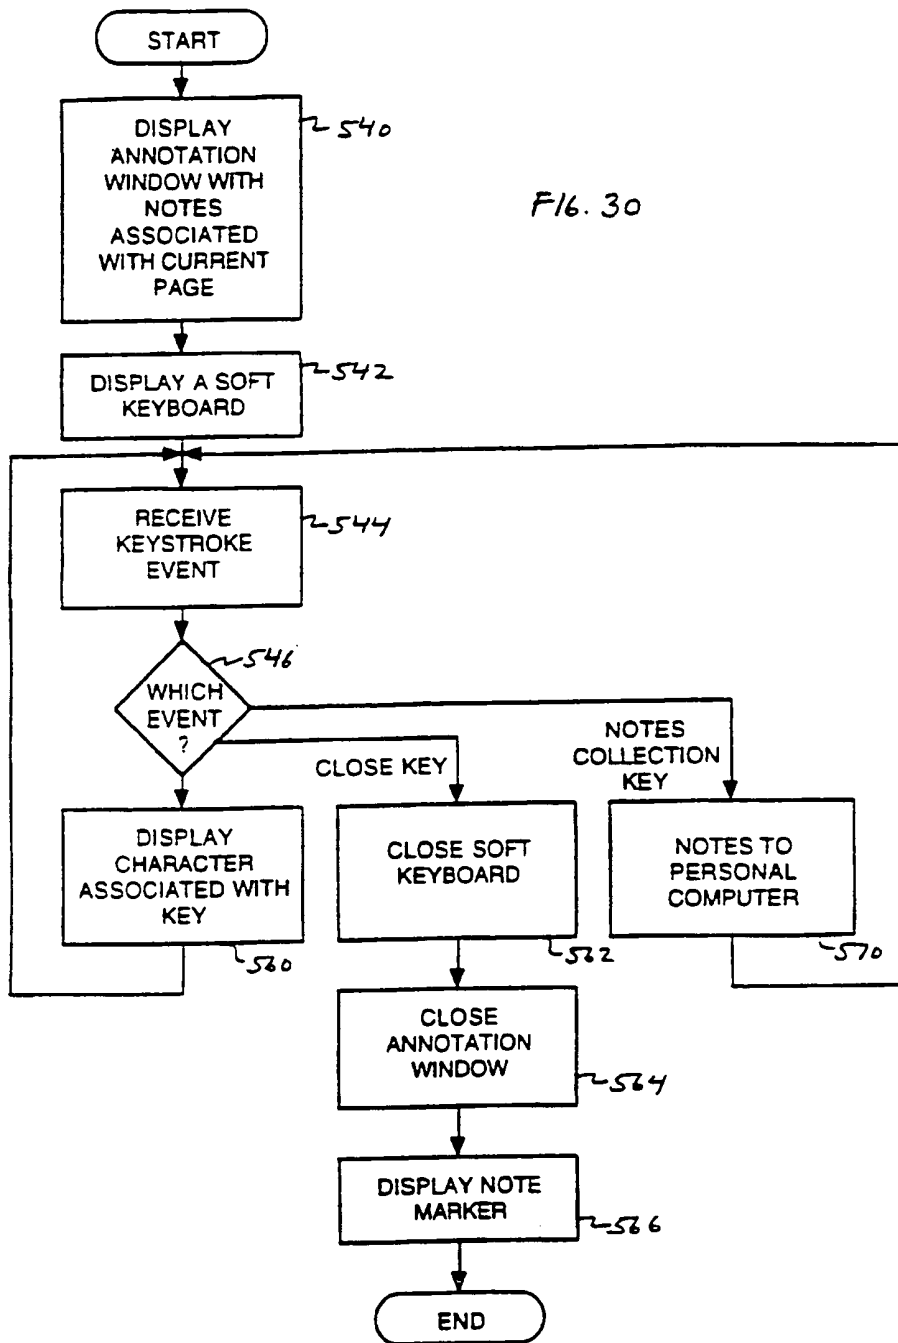 START
DISPLAY
ANNOTATION
WINDOW WITH
NOTES
ASSOCIATED
WITH CURRENT
PAGE
540
FIG. 30
DISPLAY A SOFT
KEYBOARD
542
RECEIVE
KEYSTROKE
EVENT
544
WHICH
EVENT
?
546
CLOSE KEY
NOTES
COLLECTION
KEY
DISPLAY
CHARACTER
ASSOCIATED WITH
KEY
560
CLOSE SOFT
KEYBOARD
562
NOTES TO
PERSONAL
COMPUTER
570
CLOSE
ANNOTATION
WINDOW
564
DISPLAY NOTE
MARKER
566
END